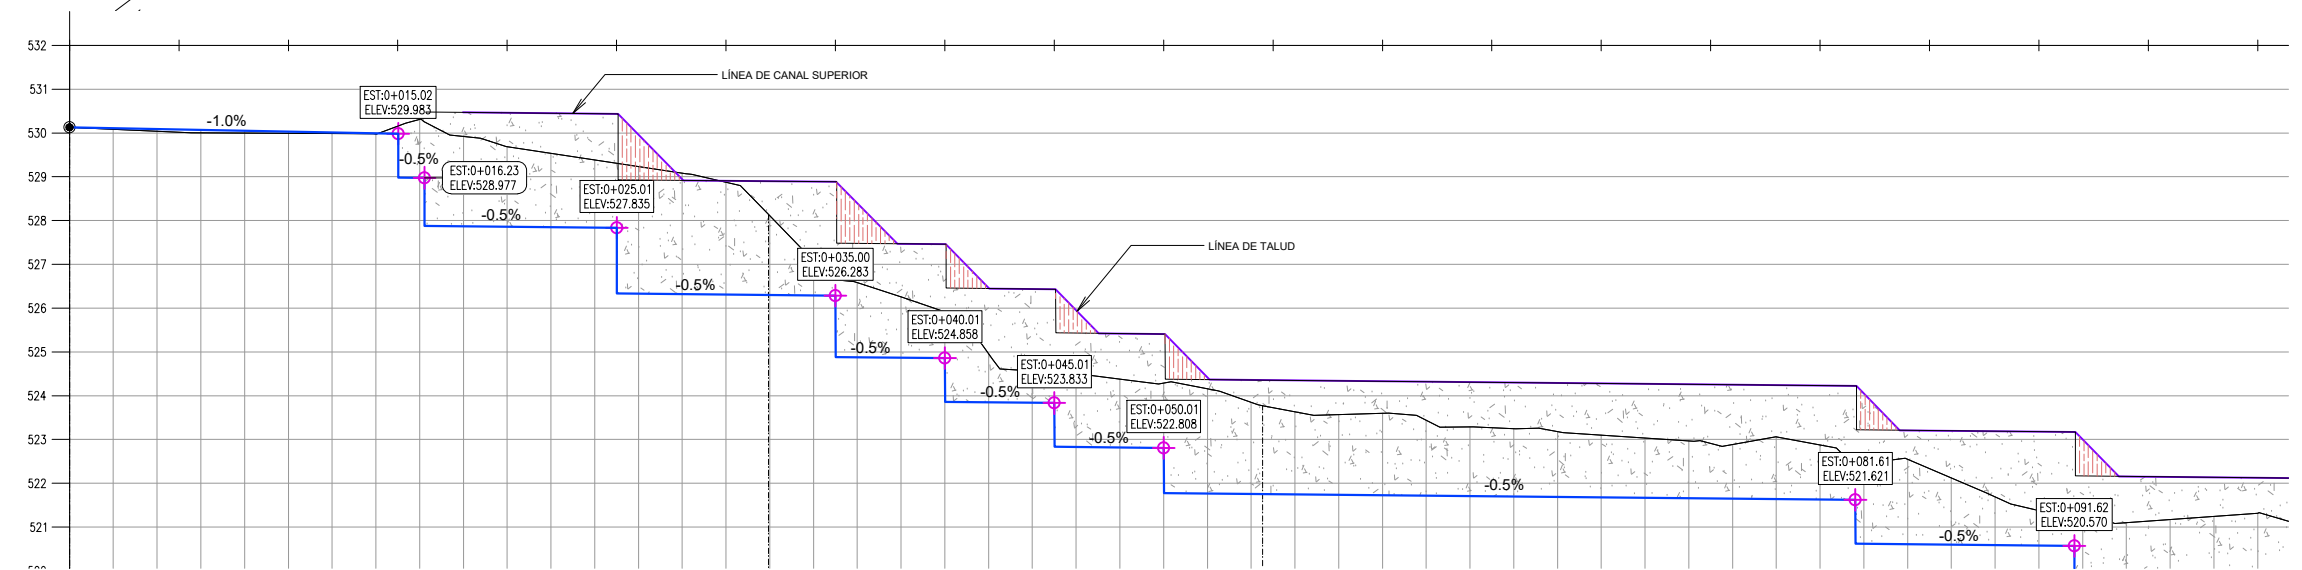 532
531
530
529
528
527
526
525
524
523
522
521
LÍNEA DE CANAL SUPERIOR
EST:0+015.02
ELEV:529.983
-1.0%
-0.5%
EST:0+016.23
ELEV:528.977
-0.5%
EST:0+025.01
ELEV:527.835
-0.5%
EST:0+035.00
ELEV:526.283
LÍNEA DE TALUD
-0.5%
EST:0+040.01
ELEV:524.858
-0.5%
EST:0+045.01
ELEV:523.833
-0.5%
EST:0+050.01
ELEV:522.808
-0.5%
EST:0+081.61
ELEV:521.621
-0.5%
EST:0+091.62
ELEV:520.570